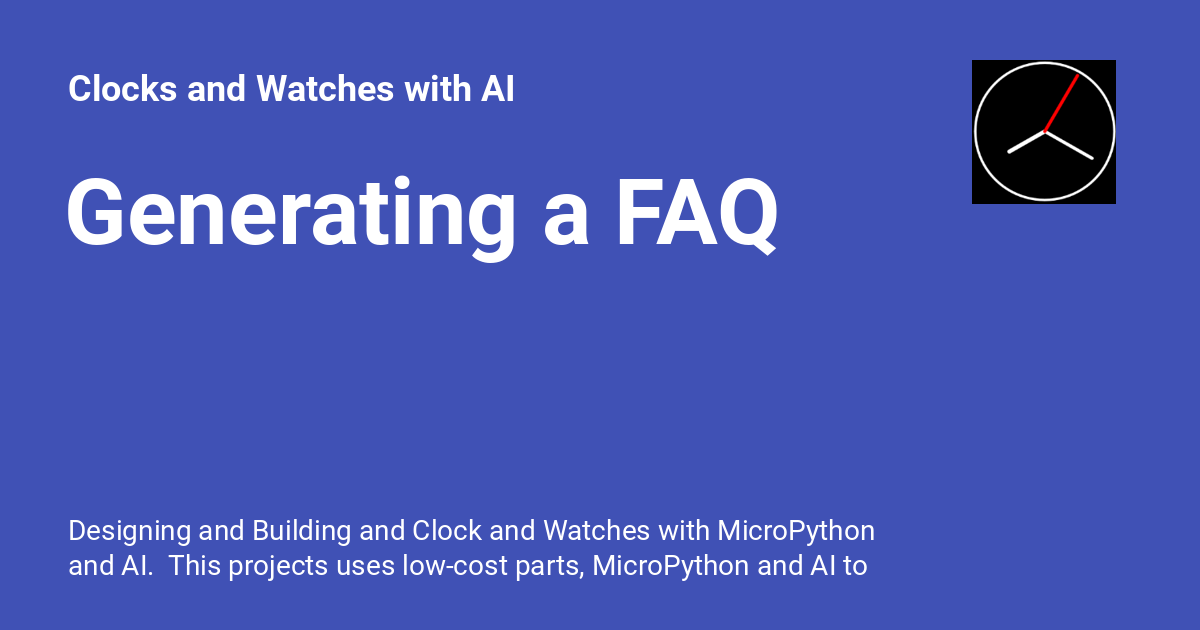 Clocks and Watches with AI
Generating a FAQ
Designing and Building and Clock and Watches with MicroPython
and AI.  This projects uses low-cost parts, MicroPython and AI to